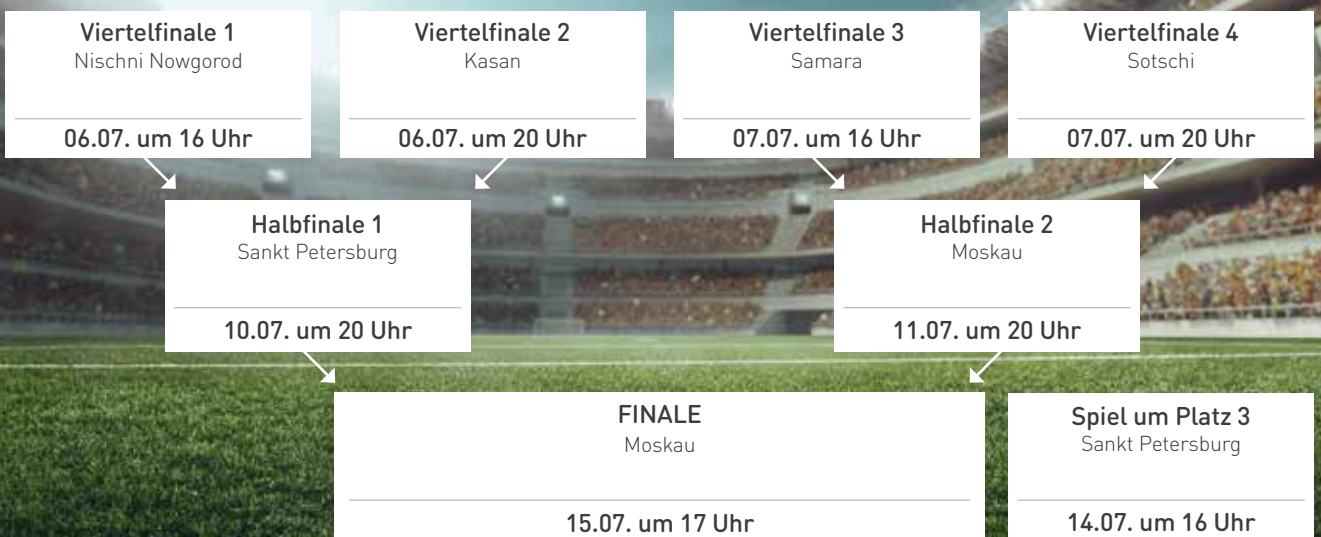 Viertelfinale 1
Nischni Nowgorod
06.07. um 16 Uhr
Viertelfinale 2
Kasan
06.07. um 20 Uhr
Viertelfinale 3
Samara
07.07. um 16 Uhr
Viertelfinale 4
Sotschi
07.07. um 20 Uhr
Halbfinale 1
Sankt Petersburg
10.07. um 20 Uhr
Halbfinale 2
Moskau
11.07. um 20 Uhr
FINALE
Moskau
15.07. um 17 Uhr
Spiel um Platz 3
Sankt Petersburg
14.07. um 16 Uhr